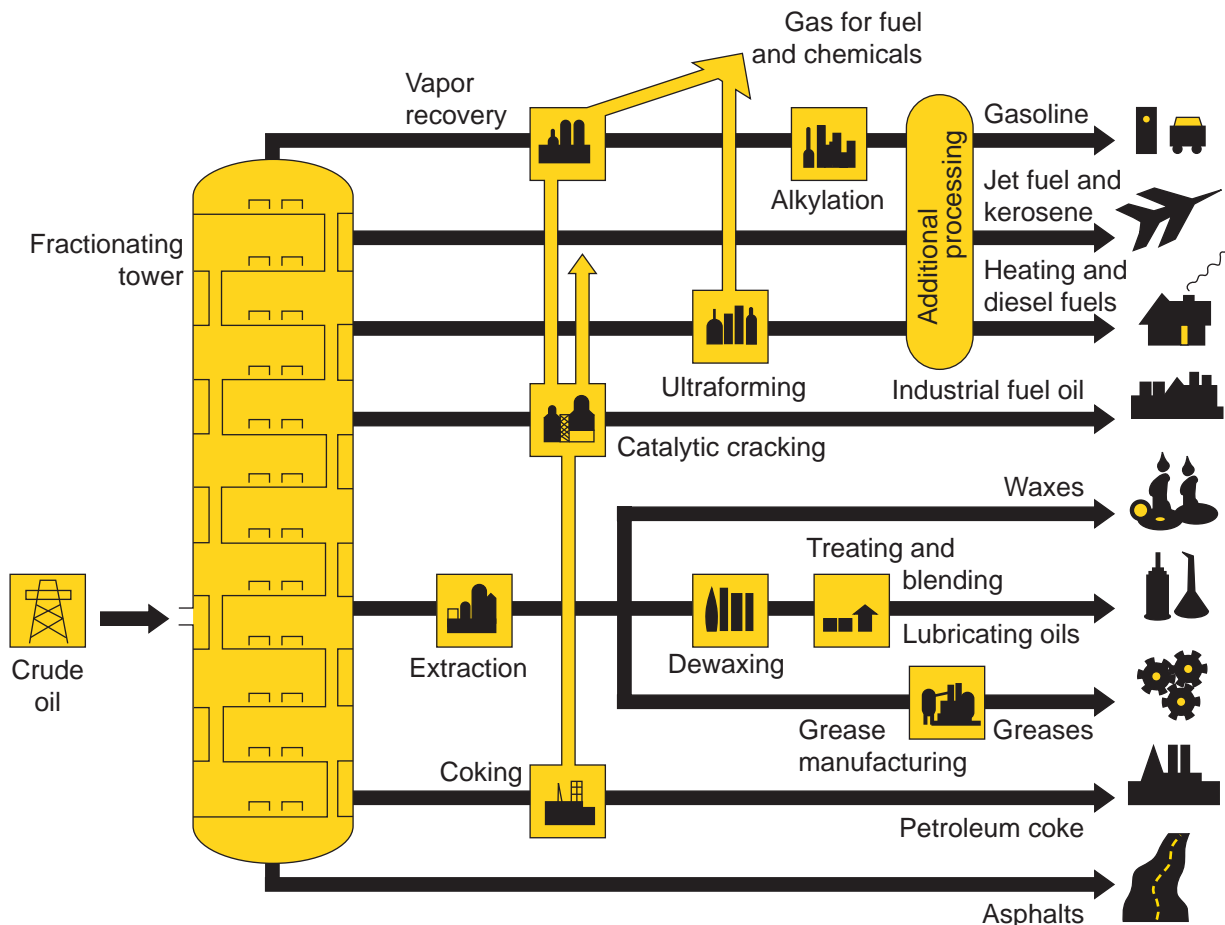 Gas for fuel
and chemicals
Vapor
recovery
Gasoline
Alkylation
Additional
processing
Jet fuel and
kerosene
Fractionating
tower
Heating and
diesel fuels
Ultraforming
Industrial fuel oil
Catalytic cracking
Waxes
Treating and
blending
Crude
oil
Extraction
Dewaxing
Lubricating oils
Grease
manufacturing
Greases
Coking
Petroleum coke
Asphalts